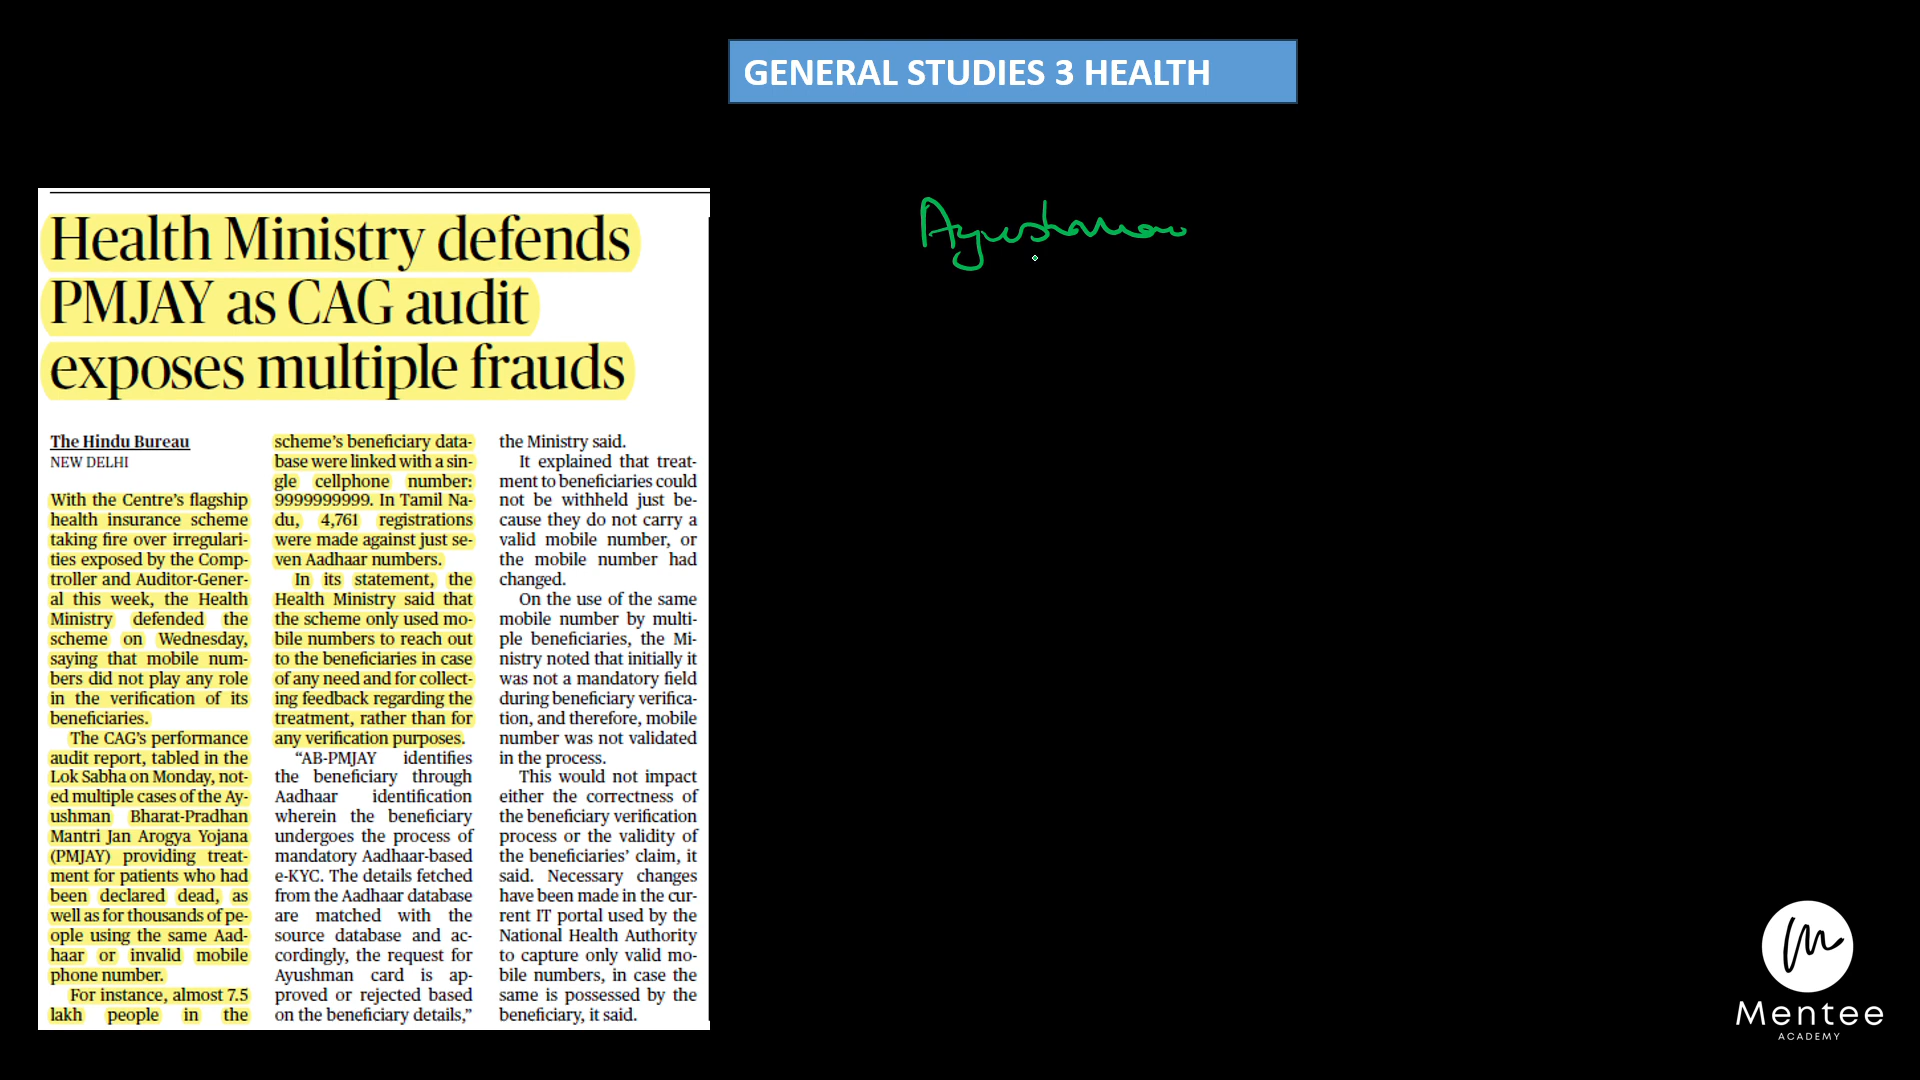 GENERAL STUDIES 3 HEALTH
Health Ministry defends
PMJAY as CAG audit
exposes multiple frauds
The Hindu Bureau
NEW DELHI
With the Centre's flagship
health insurance scheme
taking fire over irregulari-
ties exposed by the Comp-
troller and Auditor-Gener-
al this week, the Health
Ministry defended the
scheme on Wednesday,
saying that mobile num-
bers did not play any role
in the verification of its
beneficiaries.
The CAG's performance
audit report, tabled in the
Lok Sabha on Monday, not-
ed multiple cases of the Ay-
ushman Bharat-Pradhan
Mantri Jan Arogya Yojana
(PMJAY) providing treat-
ment for patients who had
been declared dead, as
well as for thousands of pe-
ople using the same Aad-
haar or invalid mobile
phone number.
For instance, almost 7.5
lakh people in the
scheme's beneficiary data-
base were linked with a sin-
gle cellphone number:
9999999999. In Tamil Na-
du, 4,761 registrations
were made against just se-
ven Aadhaar numbers.
In its statement, the
Health Ministry said that
the scheme only used mo-
bile numbers to reach out
to the beneficiaries in case
of any need and for collect-
ing feedback regarding the
treatment, rather than for
any verification purposes.
"AB-PMJAY identifies
the beneficiary through
Aadhaar identification
wherein the beneficiary
undergoes the process of
mandatory Aadhaar-based
e-KYC. The details fetched
from the Aadhaar database
are matched with the
source database and ac-
cordingly, the request for
Ayushman card is ap-
proved or rejected based
on the beneficiary details,"
the Ministry said.
It explained that treat-
ment to beneficiaries could
not be withheld just be-
cause they do not carry a
valid mobile number, or
the mobile number had
changed.
On the use of the same
mobile number by multi-
ple beneficiaries, the Mi-
nistry noted that initially it
was not a mandatory field
during beneficiary verifica-
tion, and therefore, mobile
number was not validated
in the process.
This would not impact
either the correctness of
the beneficiary verification
process or the validity of
the beneficiaries' claim, it
said. Necessary changes
have been made in the cur-
rent IT portal used by the
National Health Authority
to capture only valid mo-
bile numbers, in case the
same is possessed by the
beneficiary, it said.
Mentee
ACADEMY